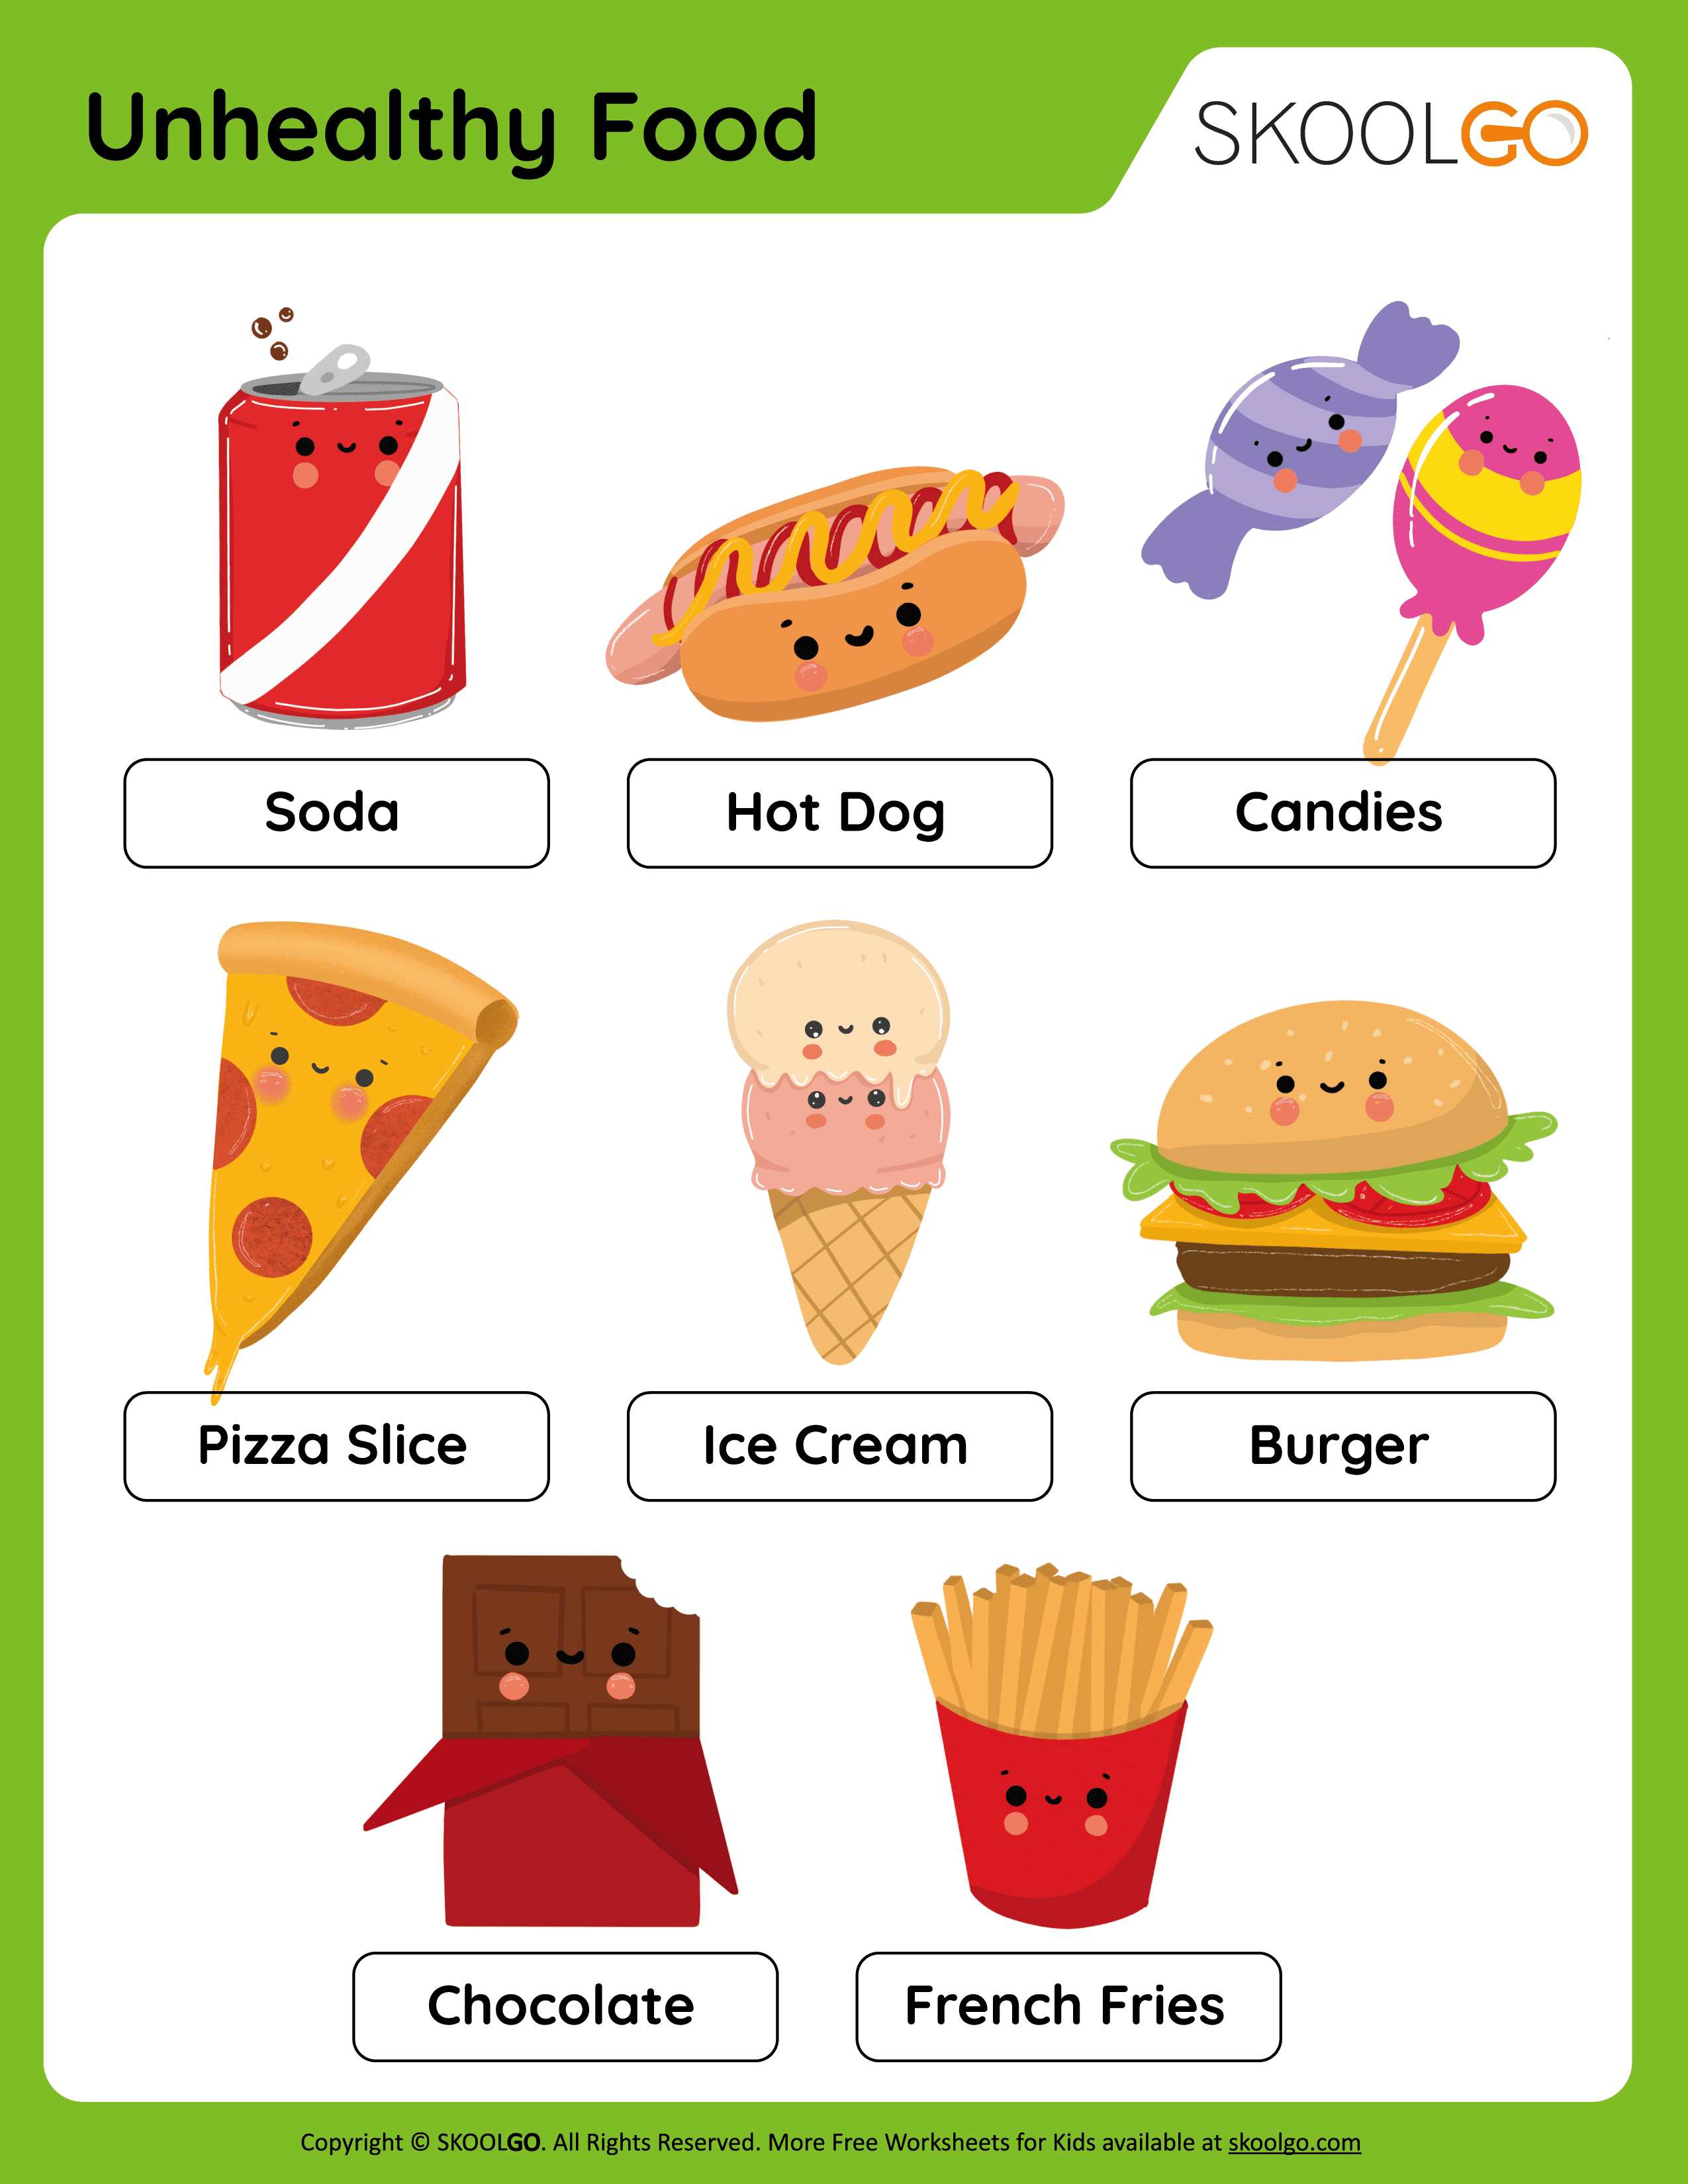 Unhealthy Food
SKOOLGO
Soda
Hot Dog
Candies
Pizza Slice
Ice Cream
Burger
Chocolate
French Fries
Copyright © SKOOLGO. All Rights Reserved. More Free Worksheets for Kids available at skoolgo.com